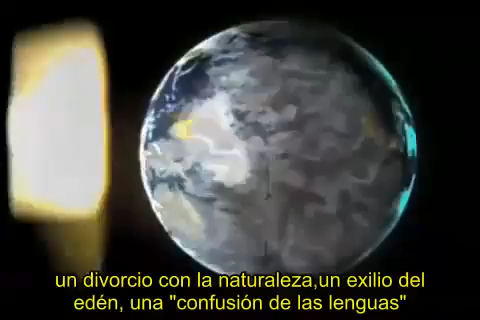 un divorcio con la naturaleza,un exilio del
edén, una "confusión de las lenguas"